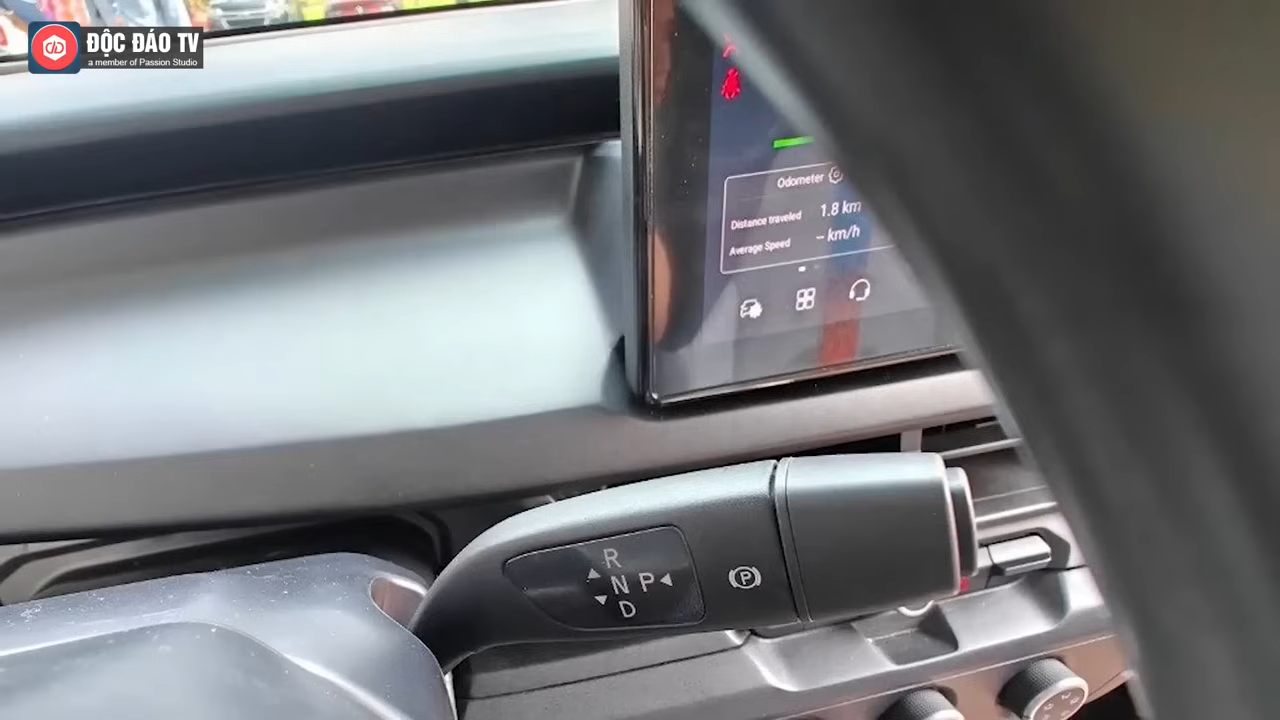 ĐỘC ĐÁO TV
a member of Passion Studio
Odometer
Distance traveled 1.8 km
Average Speed -- km/h
R
N P
D
P